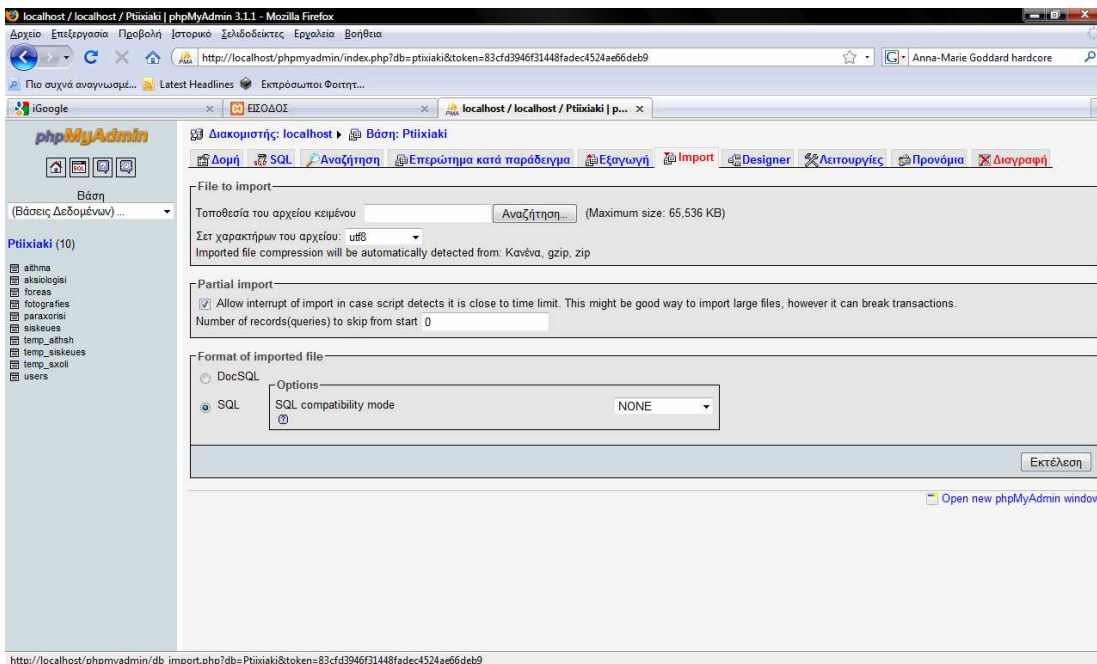 localhost / localhost / Ptiixiaki | phpMyAdmin 3.1.1 - Mozilla Firefox
Αρχείο Επεξεργασία Προβολή Ιστορικό Σελιδοδείκτες Εργαλεία Βοήθεια
http://localhost/phpmyadmin/index.php?db=ptixiaki&token=83cfd3946f31448fadec4524ae66deb9
Anna-Marie Goddard hardcore
Πιο συχνά αναγνωσμέ... Latest Headlines Εκπρόσωποι Φοιτητ...
iGoogle
ΕΙΣΟΔΟΣ
localhost / localhost / Ptiixiaki | p...
phpMyAdmin
Βάση
(Βάσεις Δεδομένων) ...
Ptiixiaki (10)
aithma
aksiologisi
foreas
fotografies
paraxorisi
siskeues
temp_aithsh
temp_siskeues
temp_sxoli
users
Διακομιστής: localhost Βάση: Ptiixiaki
Δομή SQL Αναζήτηση Επερώτημα κατά παράδειγμα Εξαγωγή Import Designer Λειτουργίες Προνόμια Διαγραφή
File to import
Τοποθεσία του αρχείου κειμένου Αναζήτηση... (Maximum size: 65,536 KB)
Σετ χαρακτήρων του αρχείου: utf8
Imported file compression will be automatically detected from: Κανένα, gzip, zip
Partial import
Allow interrupt of import in case script detects it is close to time limit. This might be good way to import large files, however it can break transactions.
Number of records(queries) to skip from start 0
Format of imported file
DocSQL
SQL
Options
SQL compatibility mode NONE
Εκτέλεση
Open new phpMyAdmin window
http://localhost/phpmyadmin/db_import.php?db=Ptiixiaki&token=83cfd3946f31448fadec4524ae66deb9